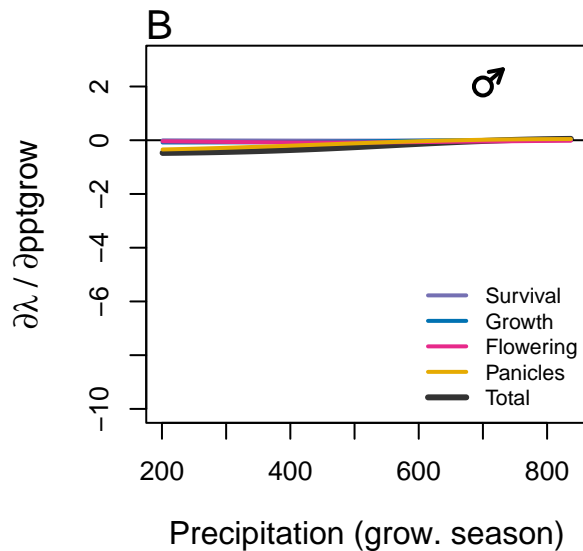 B
♂
2
0
-2
-4
-6
-10
∂λ / ∂pptgrow
Survival
Growth
Flowering
Panicles
Total
200 400 600 800
Precipitation (grow. season)